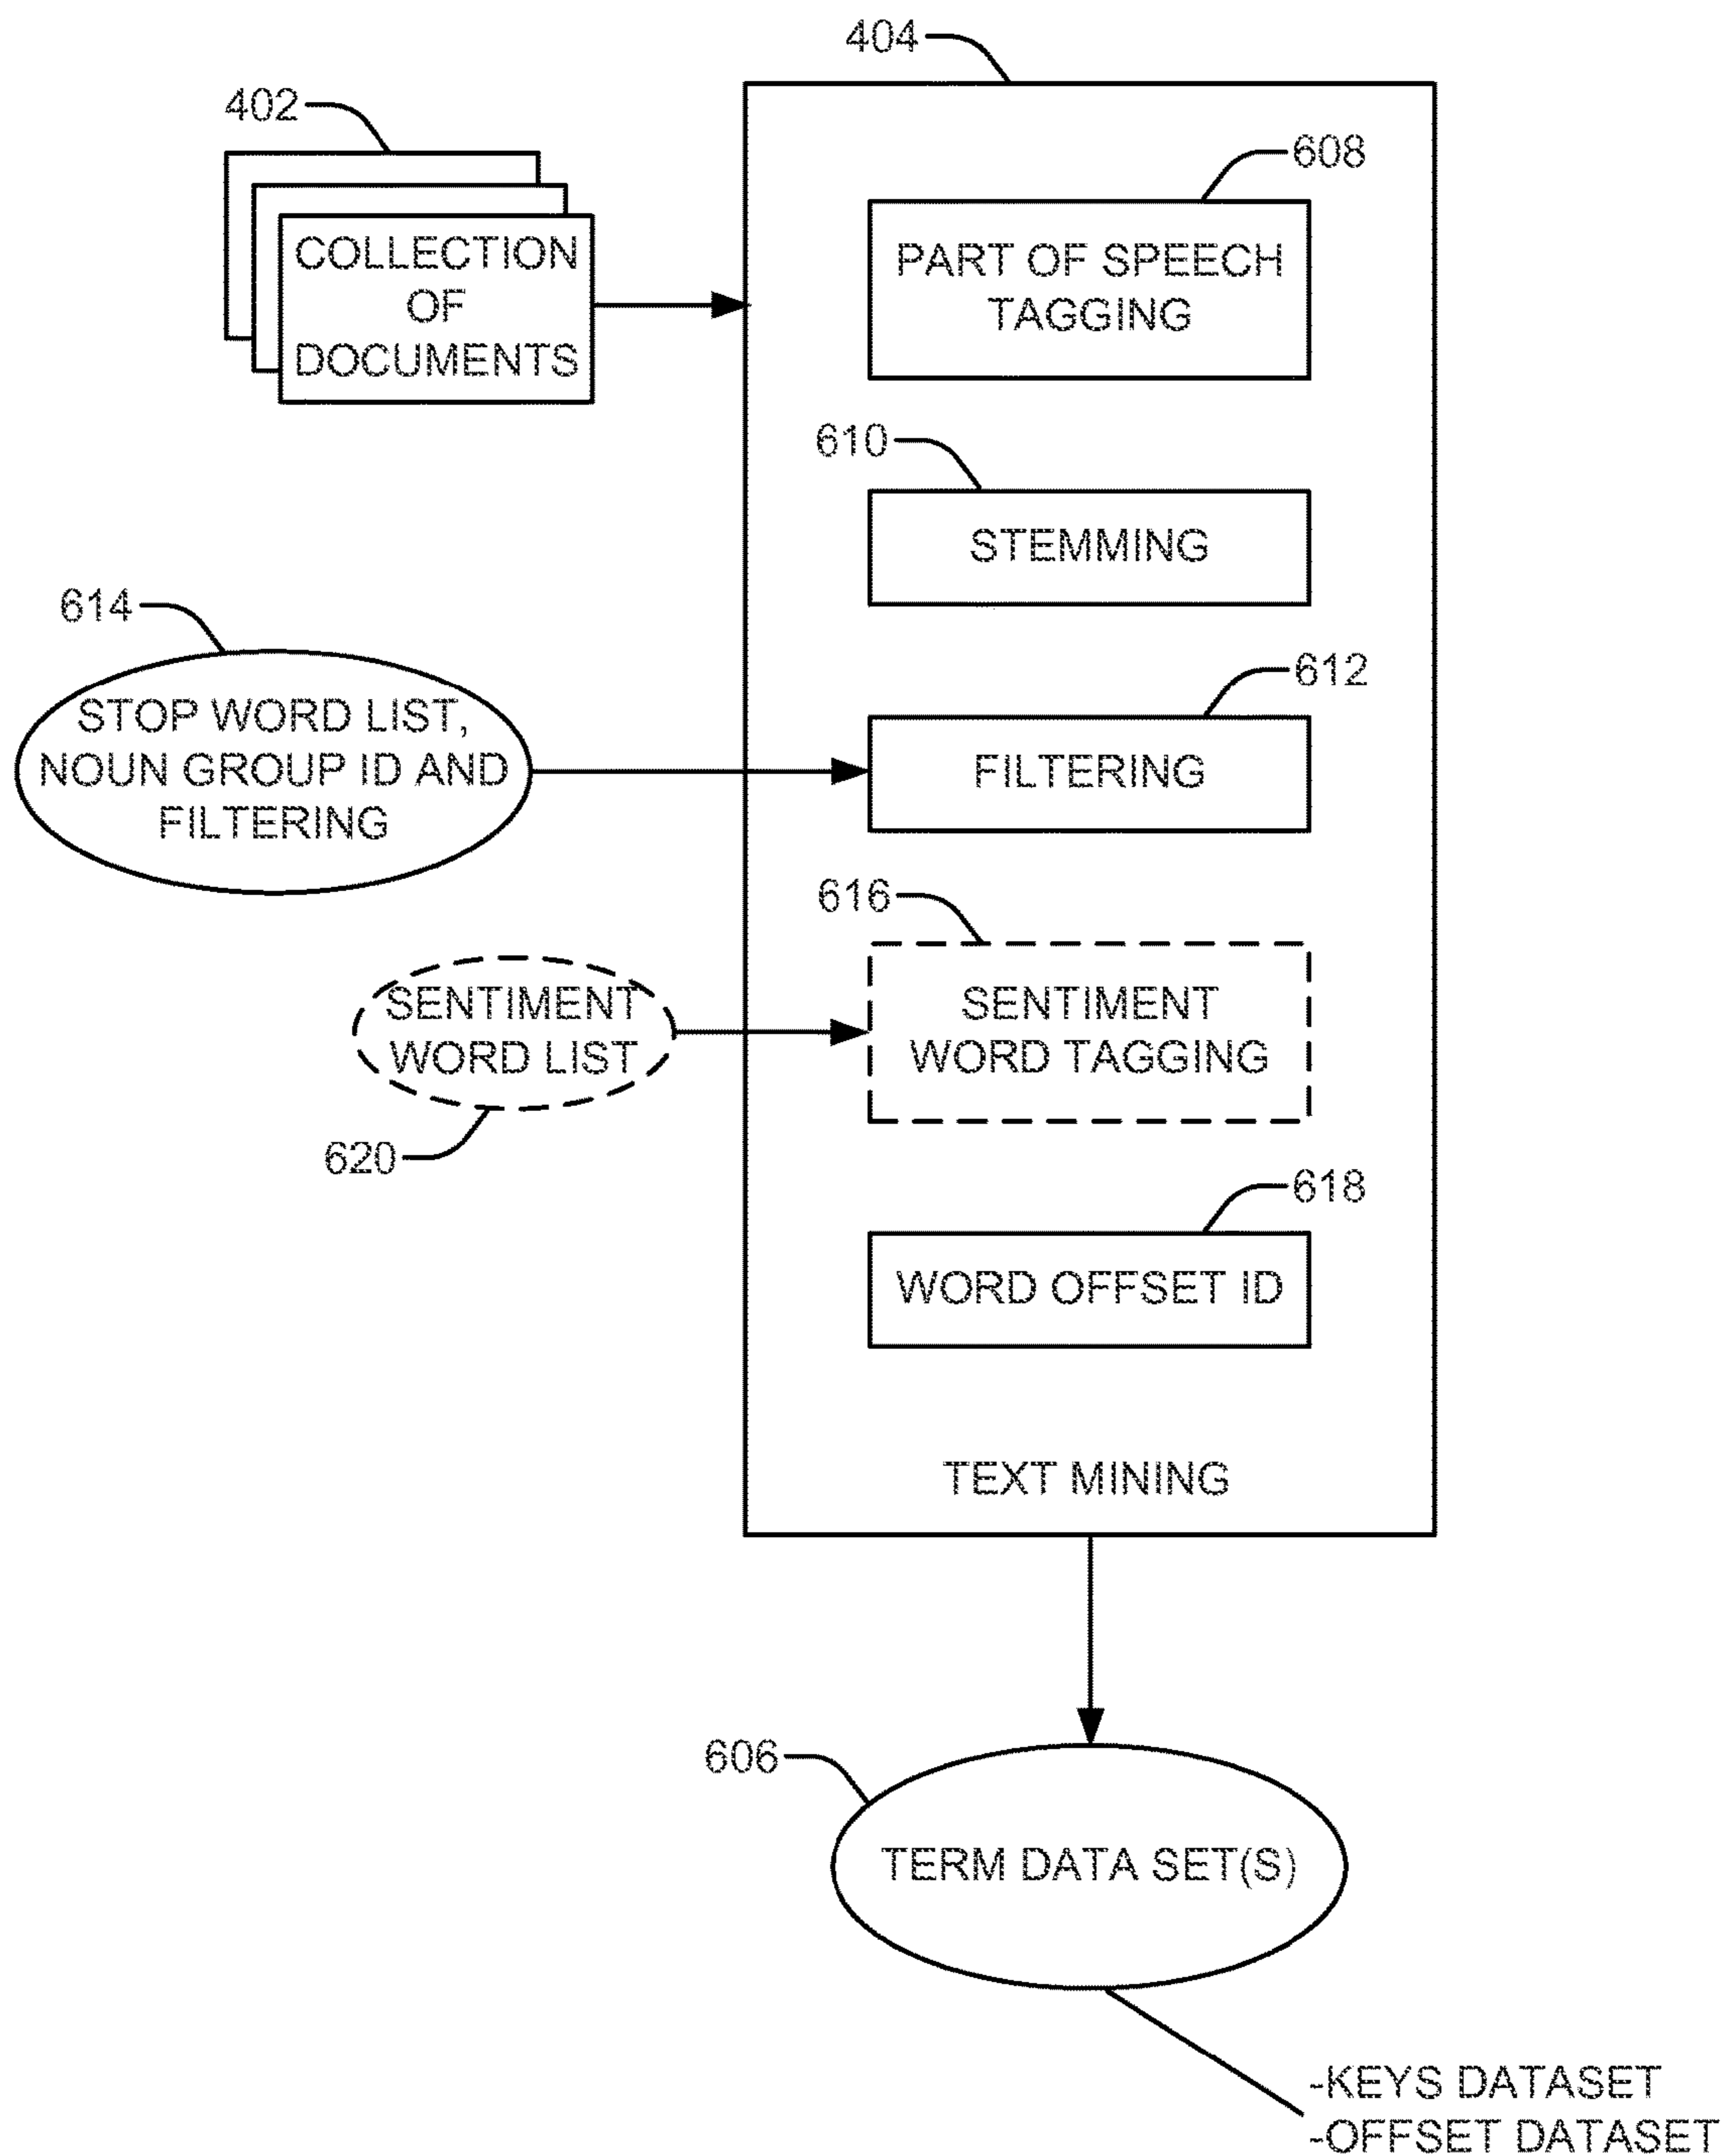 404
402
608
COLLECTION
OF
DOCUMENTS
PART OF SPEECH
TAGGING
610
STEMMING
614
STOP WORD LIST,
NOUN GROUP ID AND
FILTERING
612
FILTERING
616
SENTIMENT
WORD LIST
SENTIMENT
WORD TAGGING
620
618
WORD OFFSET ID
TEXT MINING
606
TERM DATA SET(S)
-KEYS DATASET
-OFFSET DATASET